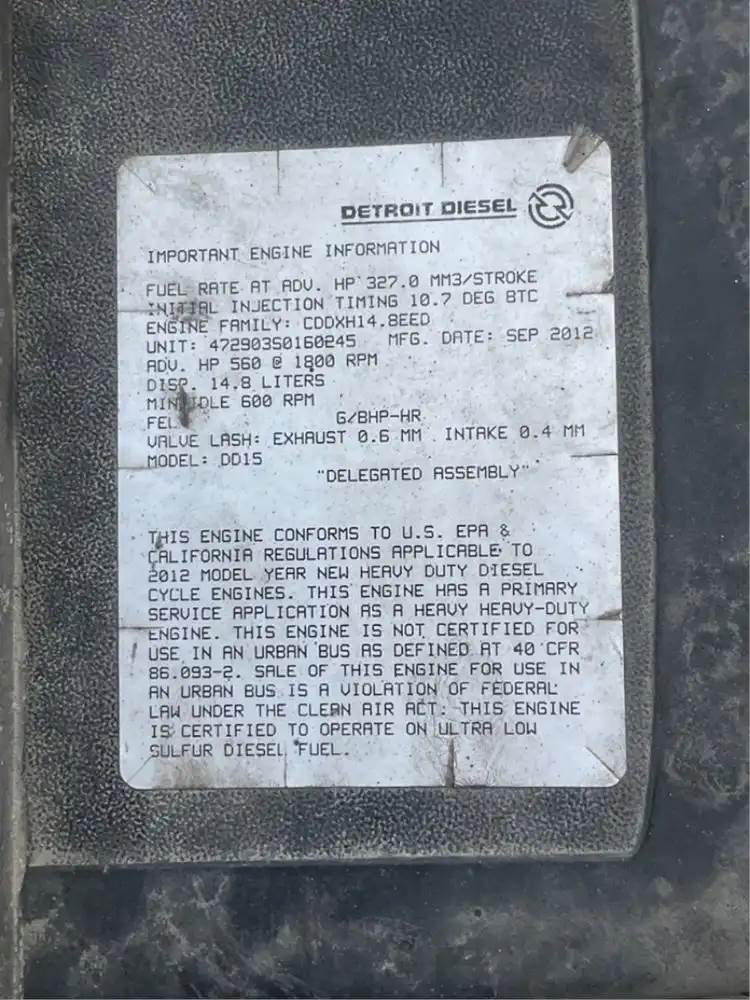 DETROIT DIESEL
IMPORTANT ENGINE INFORMATION
FUEL RATE AT ADV. HP 327.0 MM3/STROKE
INITIAL INJECTION TIMING 10.7 DEG BTC
ENGINE FAMILY: CDDXH14.8EED
UNIT: 472903S0160245 MFG. DATE: SEP 2012
ADV. HP 560 @ 1800 RPM
DISP. 14.8 LITERS
MIN IDLE 600 RPM
FEL G/BHP-HR
VALVE LASH: EXHAUST 0.6 MM INTAKE 0.4 MM
MODEL: DD15
"DELEGATED ASSEMBLY"
THIS ENGINE CONFORMS TO U.S. EPA &
CALIFORNIA REGULATIONS APPLICABLE TO
2012 MODEL YEAR NEW HEAVY DUTY DIESEL
CYCLE ENGINES. THIS ENGINE HAS A PRIMARY
SERVICE APPLICATION AS A HEAVY HEAVY-DUTY
ENGINE. THIS ENGINE IS NOT CERTIFIED FOR
USE IN AN URBAN BUS AS DEFINED AT 40 CFR
86.093-2. SALE OF THIS ENGINE FOR USE IN
AN URBAN BUS IS A VIOLATION OF FEDERAL
LAW UNDER THE CLEAN AIR ACT. THIS ENGINE
IS CERTIFIED TO OPERATE ON ULTRA LOW
SULFUR DIESEL FUEL.